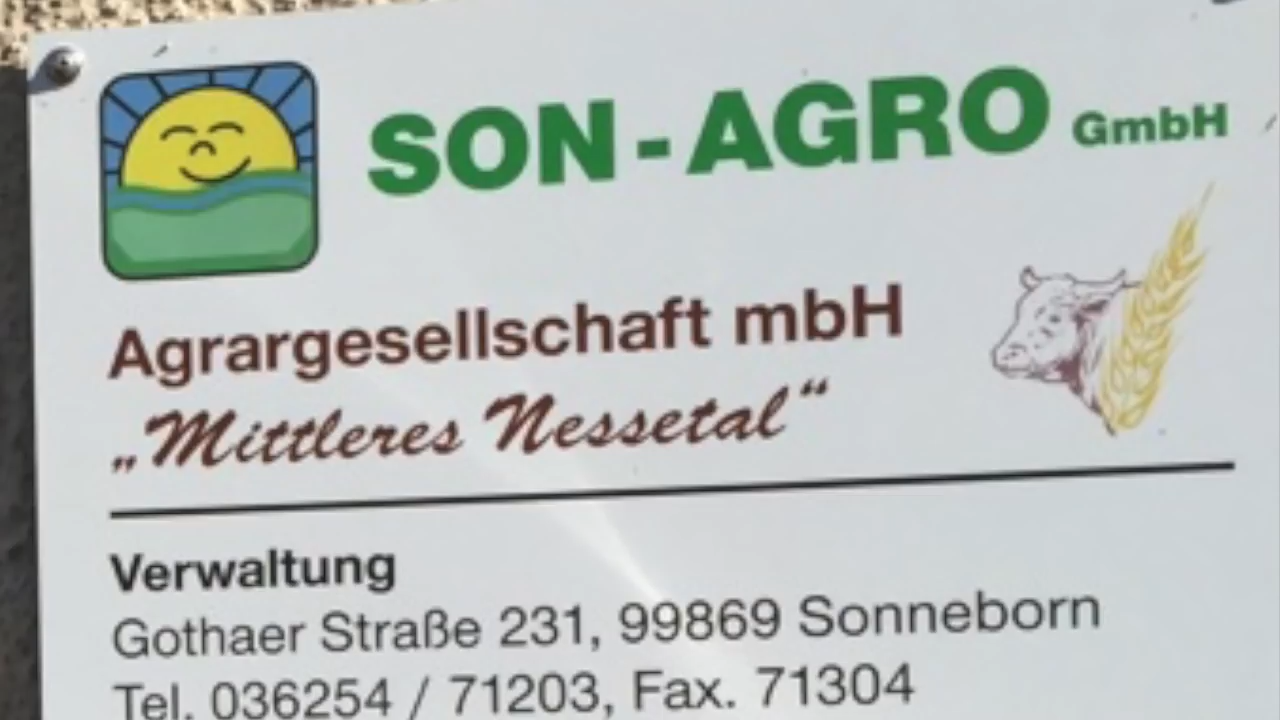 SON-AGRO GmbH
Agrargesellschaft mbH
„Mittleres Nessetal“
Verwaltung
Gothaer Straße 231, 99869 Sonneborn
Tel. 036254 / 71203, Fax. 71304